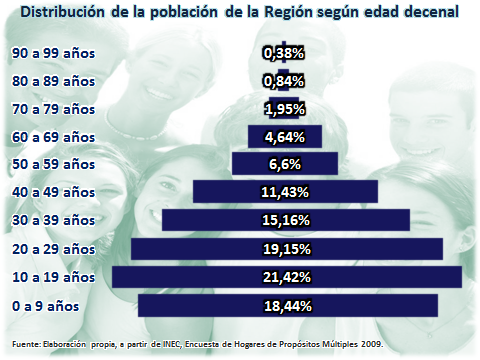 Distribución de la población de la Región según edad decenal
90 a 99 años 0,38%
80 a 89 años 0,84%
70 a 79 años 1,95%
60 a 69 años 4,64%
50 a 59 años 6,6%
40 a 49 años 11,43%
30 a 39 años 15,16%
20 a 29 años 19,15%
10 a 19 años 21,42%
0 a 9 años 18,44%
Fuente: Elaboración propia, a partir de INEC, Encuesta de Hogares de Propósitos Múltiples 2009.